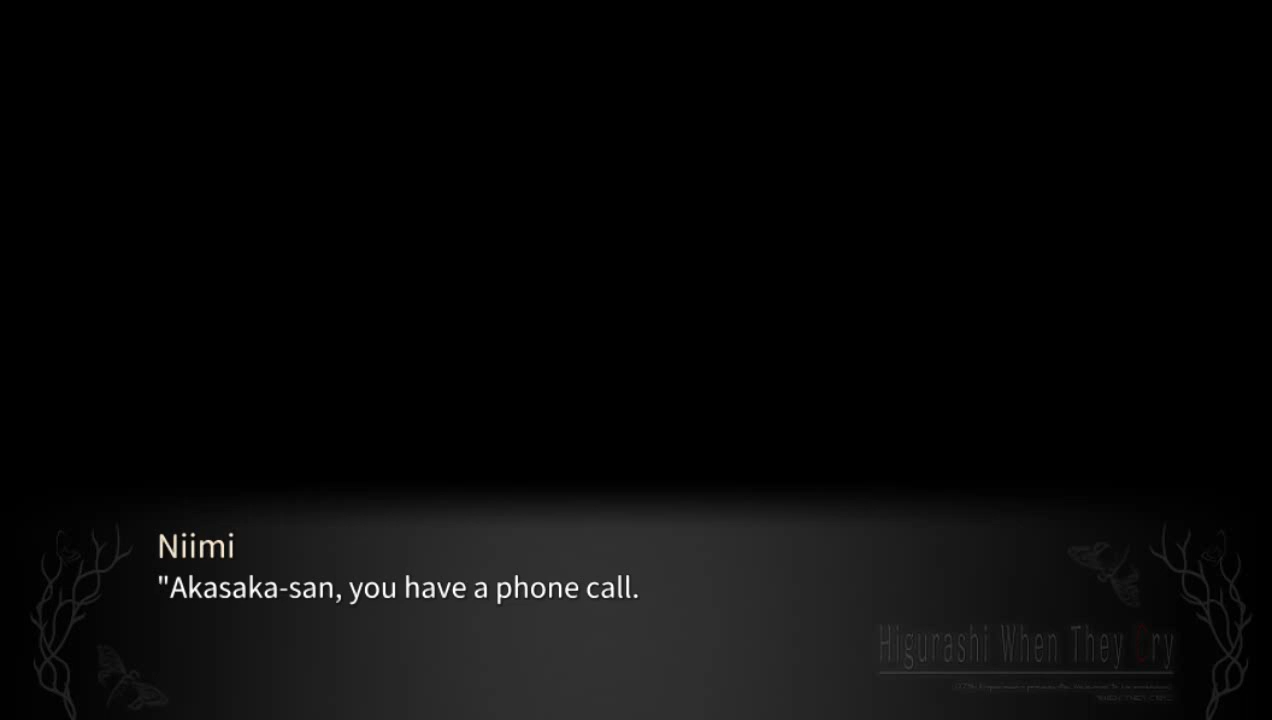 Niimi
"Akasaka-san, you have a phone call.
Higurashi When They Cry